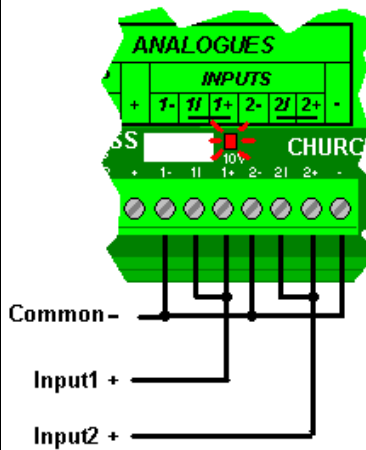 ANALOGUES
INPUTS
+ 1- 1I 1+ 2- 2I 2+ -
SS CHURC
10V
+ 1- 1I 1+ 2- 2I 2+ -
Common -
Input1 +
Input2 +